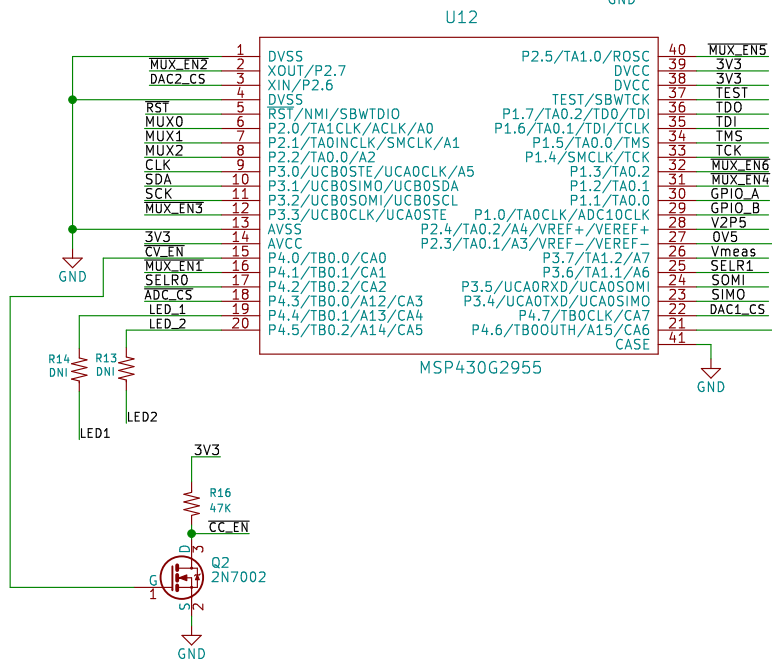 GND
U12
1 DVSS P2.5/TA1.0/ROSC 40 MUX_EN5
MUX_EN2 2 XOUT/P2.7 DVCC 39 3V3
DAC2_CS 3 XIN/P2.6 DVCC 38 3V3
4 DVSS TEST/SBWTCK 37 TEST
RST 5 RST/NMI/SBWTDIO P1.7/TA0.2/TDO/TDI 36 TDO
MUX0 6 P2.0/TA1CLK/ACLK/A0 P1.6/TA0.1/TDI/TCLK 35 TDI
MUX1 7 P2.1/TA0INCLK/SMCLK/A1 P1.5/TA0.0/TMS 34 TMS
MUX2 8 P2.2/TA0.0/A2 P1.4/SMCLK/TCK 33 TCK
CLK 9 P3.0/UCB0STE/UCA0CLK/A5 P1.3/TA0.2 32 MUX_EN6
SDA 10 P3.1/UCB0SIMO/UCB0SDA P1.2/TA0.1 31 MUX_EN4
SCK 11 P3.2/UCB0SOMI/UCB0SCL P1.1/TA0.0 30 GPIO_A
MUX_EN3 12 P3.3/UCB0CLK/UCA0STE P1.0/TA0CLK/ADC10CLK 29 GPIO_B
13 AVSS P2.4/TA0.2/A4/VREF+/VEREF+ 28 V2P5
3V3 14 AVCC P2.3/TA0.1/A3/VREF-/VEREF- 27 0V5
CV_EN 15 P4.0/TB0.0/CA0 P3.7/TA1.2/A7 26 Vmeas
GND
MUX_EN1 16 P4.1/TB0.1/CA1 P3.6/TA1.1/A6 25 SELR1
SELR0 17 P4.2/TB0.2/CA2 P3.5/UCA0RXD/UCA0SOMI 24 SOMI
ADC_CS 18 P4.3/TB0.0/A12/CA3 P3.4/UCA0TXD/UCA0SIMO 23 SIMO
LED_1 19 P4.4/TB0.1/A13/CA4 P4.7/TB0CLK/CA7 22 DAC1_CS
LED_2 20 P4.5/TB0.2/A14/CA5 P4.6/TB0OUTH/A15/CA6 21
CASE 41
R14 R13 MSP430G2955
DNI DNI
GND
LED2
LED1
3V3
R16
47K
CC_EN
D 3
Q2
2N7002
G
1
S 2
GND